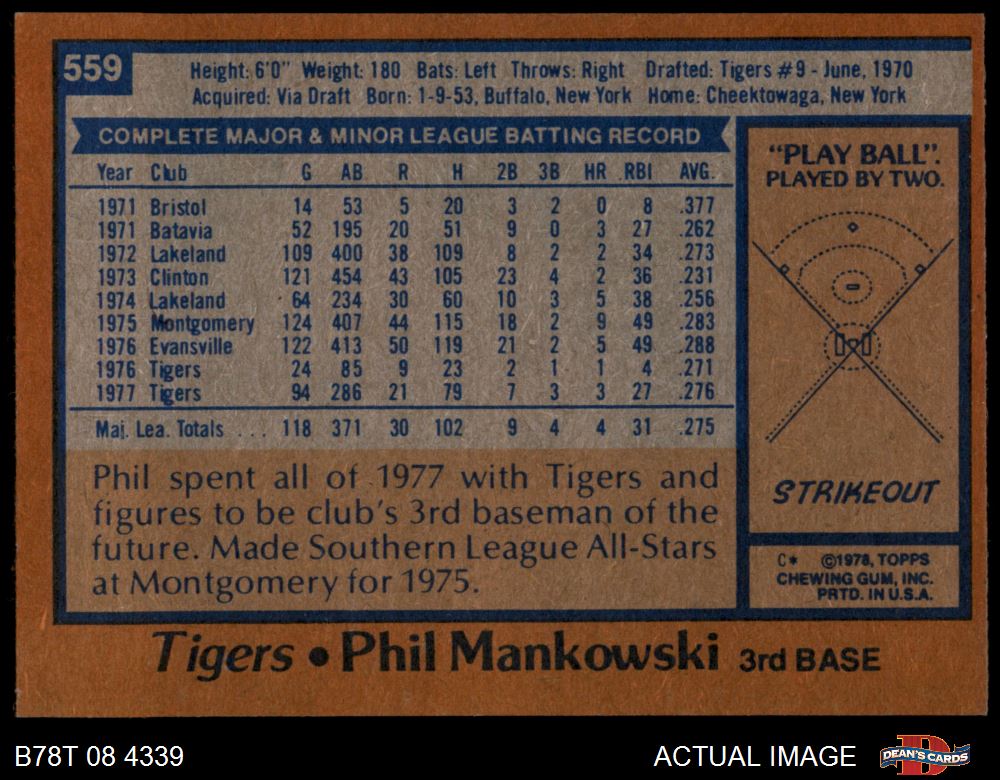 559
Height: 6'0" Weight: 180 Bats: Left Throws: Right Drafted: Tigers #9 - June, 1970
Acquired: Via Draft Born: 1-9-53, Buffalo, New York Home: Cheektowaga, New York
COMPLETE MAJOR & MINOR LEAGUE BATTING RECORD
Year Club G AB R H 2B 3B HR RBI AVG.
1971 Bristol 14 53 5 20 3 2 0 8 .377
1971 Batavia 52 195 20 51 9 0 3 27 .262
1972 Lakeland 109 400 38 109 8 2 2 34 .273
1973 Clinton 121 454 43 105 23 4 2 36 .231
1974 Lakeland 64 234 30 60 10 3 5 38 .256
1975 Montgomery 124 407 44 115 18 2 9 49 .283
1976 Evansville 122 413 50 119 21 2 5 49 .288
1976 Tigers 24 85 9 23 2 1 1 4 .271
1977 Tigers 94 286 21 79 7 3 3 27 .276
Maj. Lea. Totals ... 118 371 30 102 9 4 4 31 .275
Phil spent all of 1977 with Tigers and
figures to be club's 3rd baseman of the
future. Made Southern League All-Stars
at Montgomery for 1975.
"PLAY BALL".
PLAYED BY TWO.
STRIKEOUT
C* ©1978, TOPPS
CHEWING GUM, INC.
PRTD. IN U.S.A.
Tigers • Phil Mankowski 3rd BASE
B78T 08 4339
ACTUAL IMAGE
DEAN'S CARDS